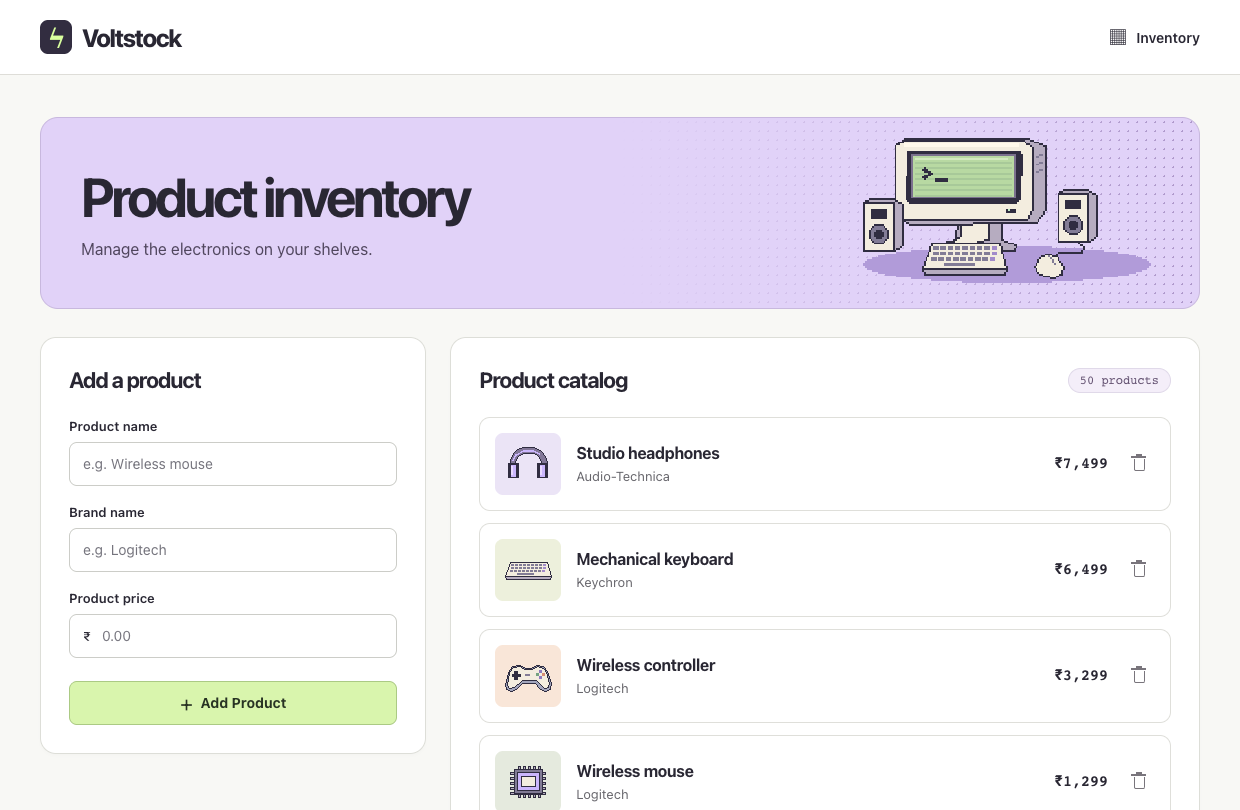 Voltstock
Inventory
Product inventory
Manage the electronics on your shelves.
>_
Add a product
Product name
e.g. Wireless mouse
Brand name
e.g. Logitech
Product price
₹ 0.00
+ Add Product
Product catalog
50 products
Studio headphones
Audio-Technica
₹7,499
Mechanical keyboard
Keychron
₹6,499
Wireless controller
Logitech
₹3,299
Wireless mouse
Logitech
₹1,299